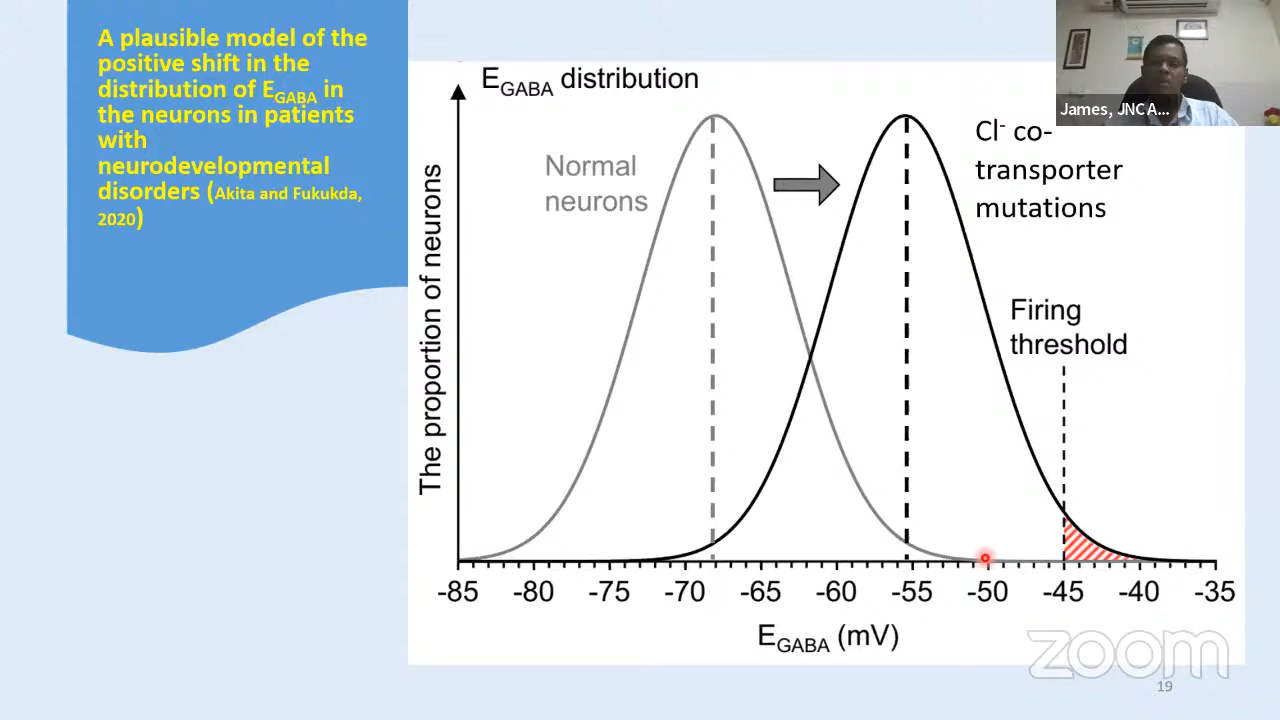 A plausible model of the
positive shift in the
distribution of EGABA in
the neurons in patients
with
neurodevelopmental
disorders (Akita and Fukukda,
2020)
James, JNC A...
EGABA distribution
Normal
neurons
Cl- co-
transporter
mutations
Firing
threshold
The proportion of neurons
-85 -80 -75 -70 -65 -60 -55 -50 -45 -40 -35
EGABA (mV)
zoom
19